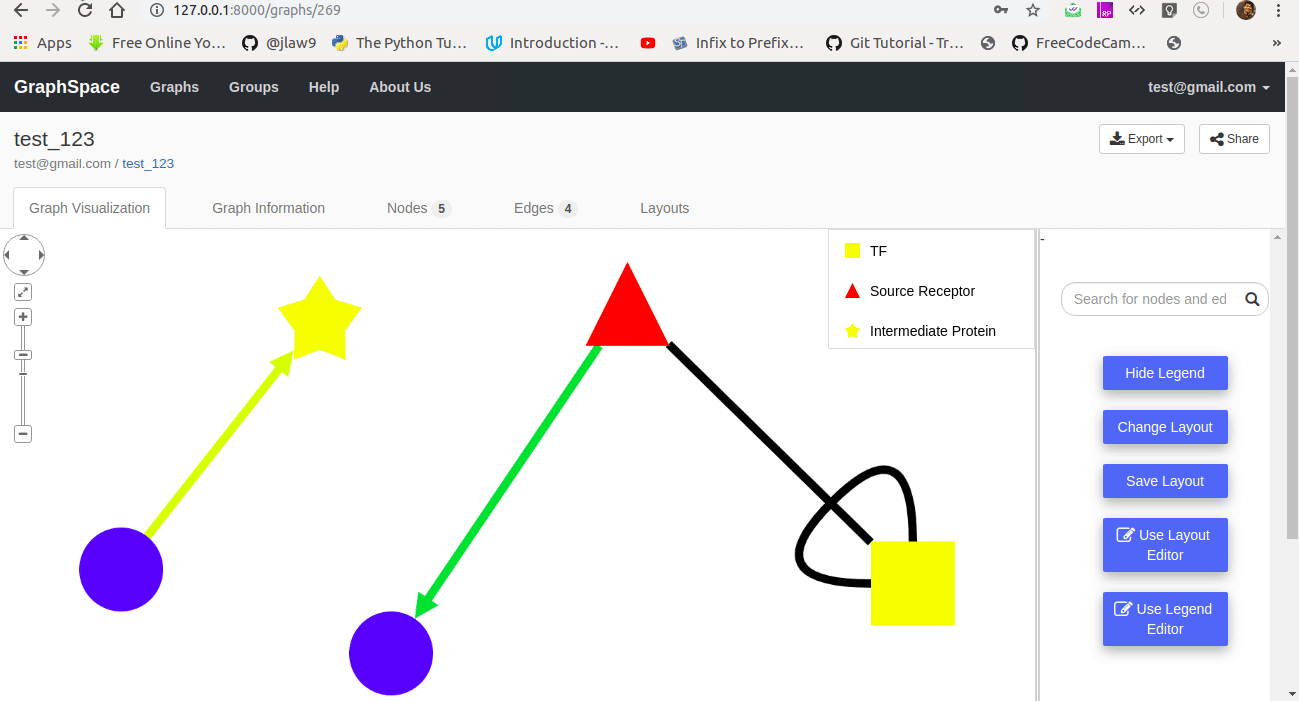 127.0.0.1:8000/graphs/269
Apps Free Online Yo… @jlaw9 The Python Tu… Introduction -… Infix to Prefix… Git Tutorial - Tr… FreeCodeCam… »
GraphSpace Graphs Groups Help About Us test@gmail.com
test_123
test@gmail.com / test_123
Export Share
Graph Visualization Graph Information Nodes 5 Edges 4 Layouts
TF
Source Receptor
Intermediate Protein
-
Search for nodes and ed
Hide Legend
Change Layout
Save Layout
Use Layout
Editor
Use Legend
Editor